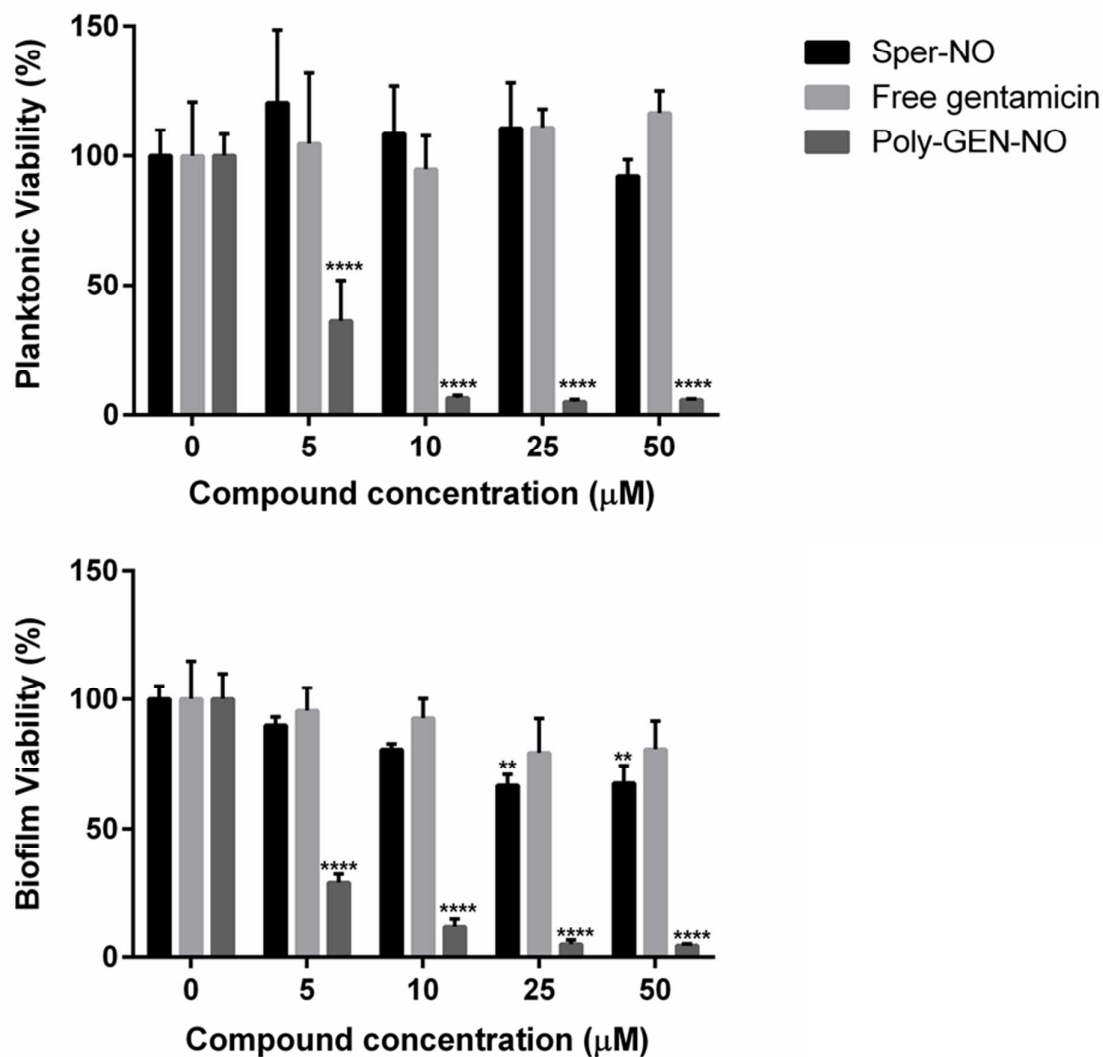 Planktonic Viability (%)
150
100
50
0
****
****
****
****
0 5 10 25 50
Compound concentration (μM)
Sper-NO
Free gentamicin
Poly-GEN-NO
Biofilm Viability (%)
150
100
50
0
****
****
**
****
**
****
0 5 10 25 50
Compound concentration (μM)